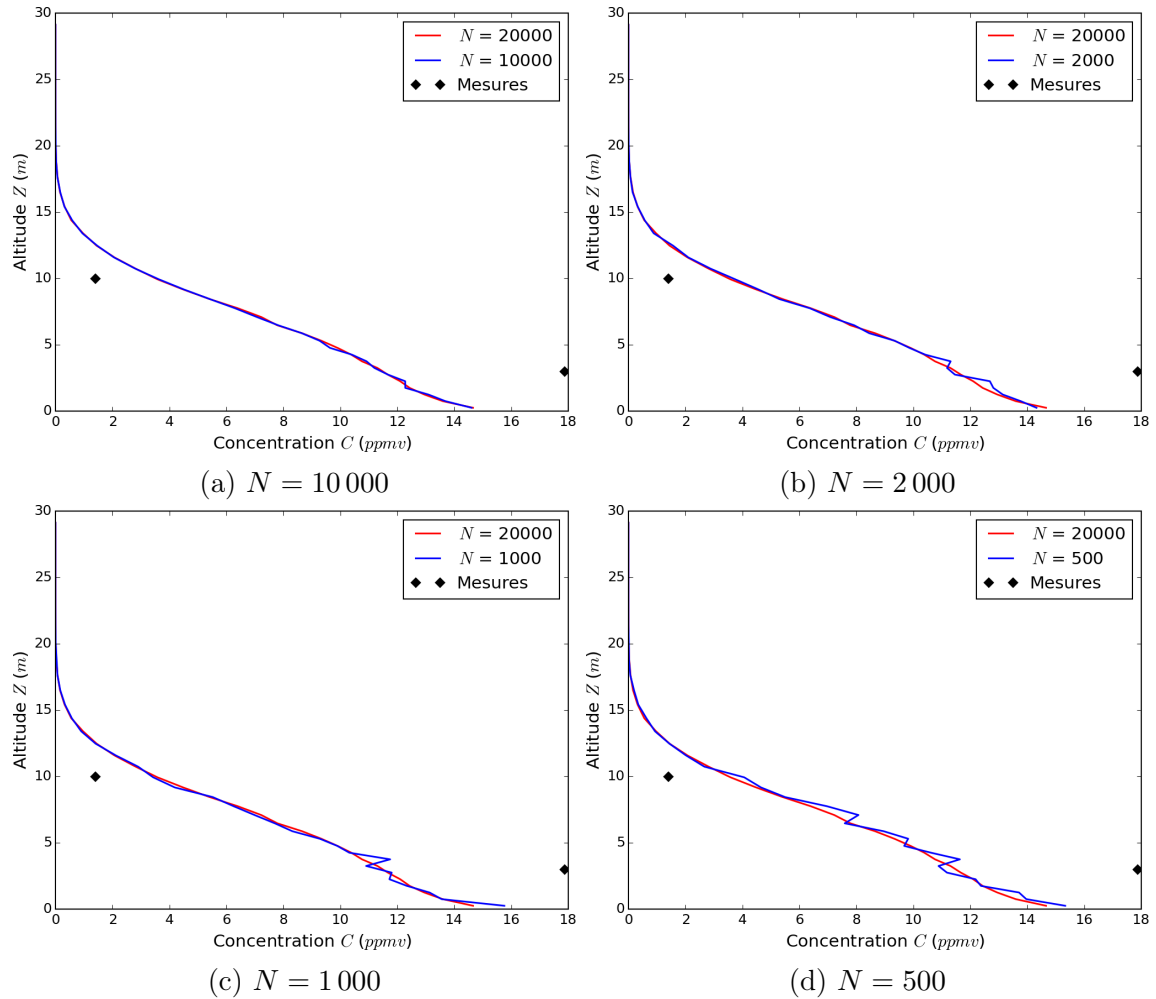 30
25
20
15
10
5
0
0 2 4 6 8 10 12 14 16 18
Altitude Z (m)
Concentration C (ppmv)
N = 20000
N = 10000
Mesures
(a) N = 10 000
30
25
20
15
10
5
0
0 2 4 6 8 10 12 14 16 18
Altitude Z (m)
Concentration C (ppmv)
N = 20000
N = 2000
Mesures
(b) N = 2 000
30
25
20
15
10
5
0
0 2 4 6 8 10 12 14 16 18
Altitude Z (m)
Concentration C (ppmv)
N = 20000
N = 1000
Mesures
(c) N = 1 000
30
25
20
15
10
5
0
0 2 4 6 8 10 12 14 16 18
Altitude Z (m)
Concentration C (ppmv)
N = 20000
N = 500
Mesures
(d) N = 500